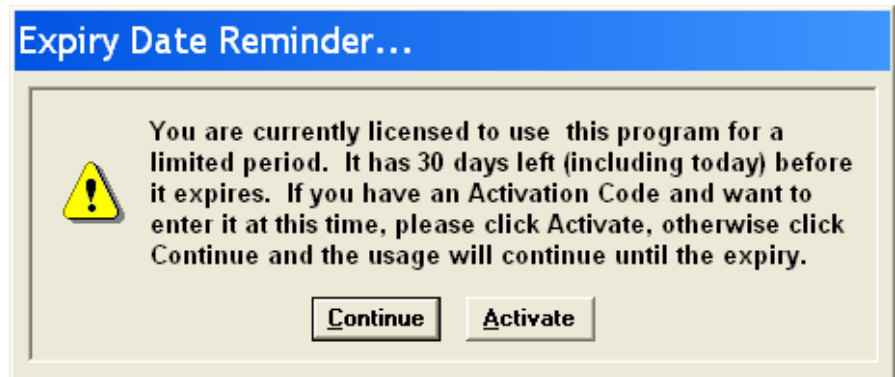 Expiry Date Reminder...
You are currently licensed to use  this program for a
limited period.  It has 30 days left (including today) before
it expires.  If you have an Activation Code and want to
enter it at this time, please click Activate, otherwise click
Continue and the usage will continue until the expiry.
Continue Activate